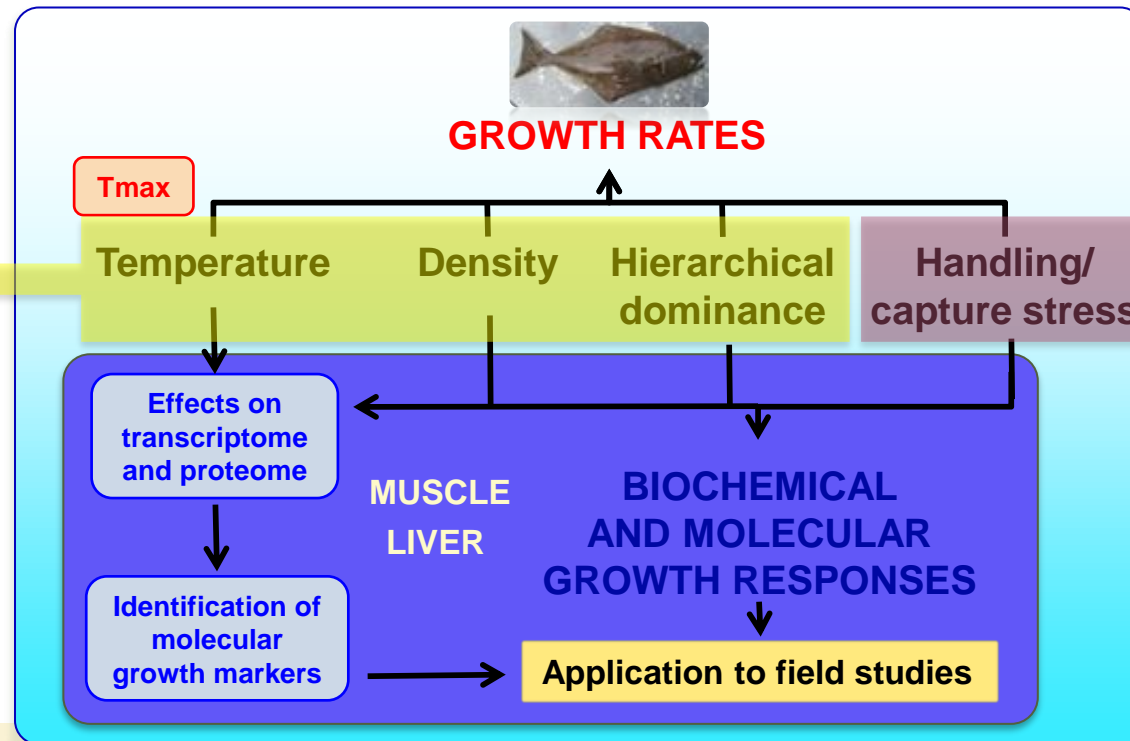 GROWTH RATES
Tmax
Temperature
Density
Hierarchical
dominance
Handling/
capture stress
Effects on
transcriptome
and proteome
MUSCLE
LIVER
BIOCHEMICAL
AND MOLECULAR
GROWTH RESPONSES
Identification of
molecular
growth markers
Application to field studies